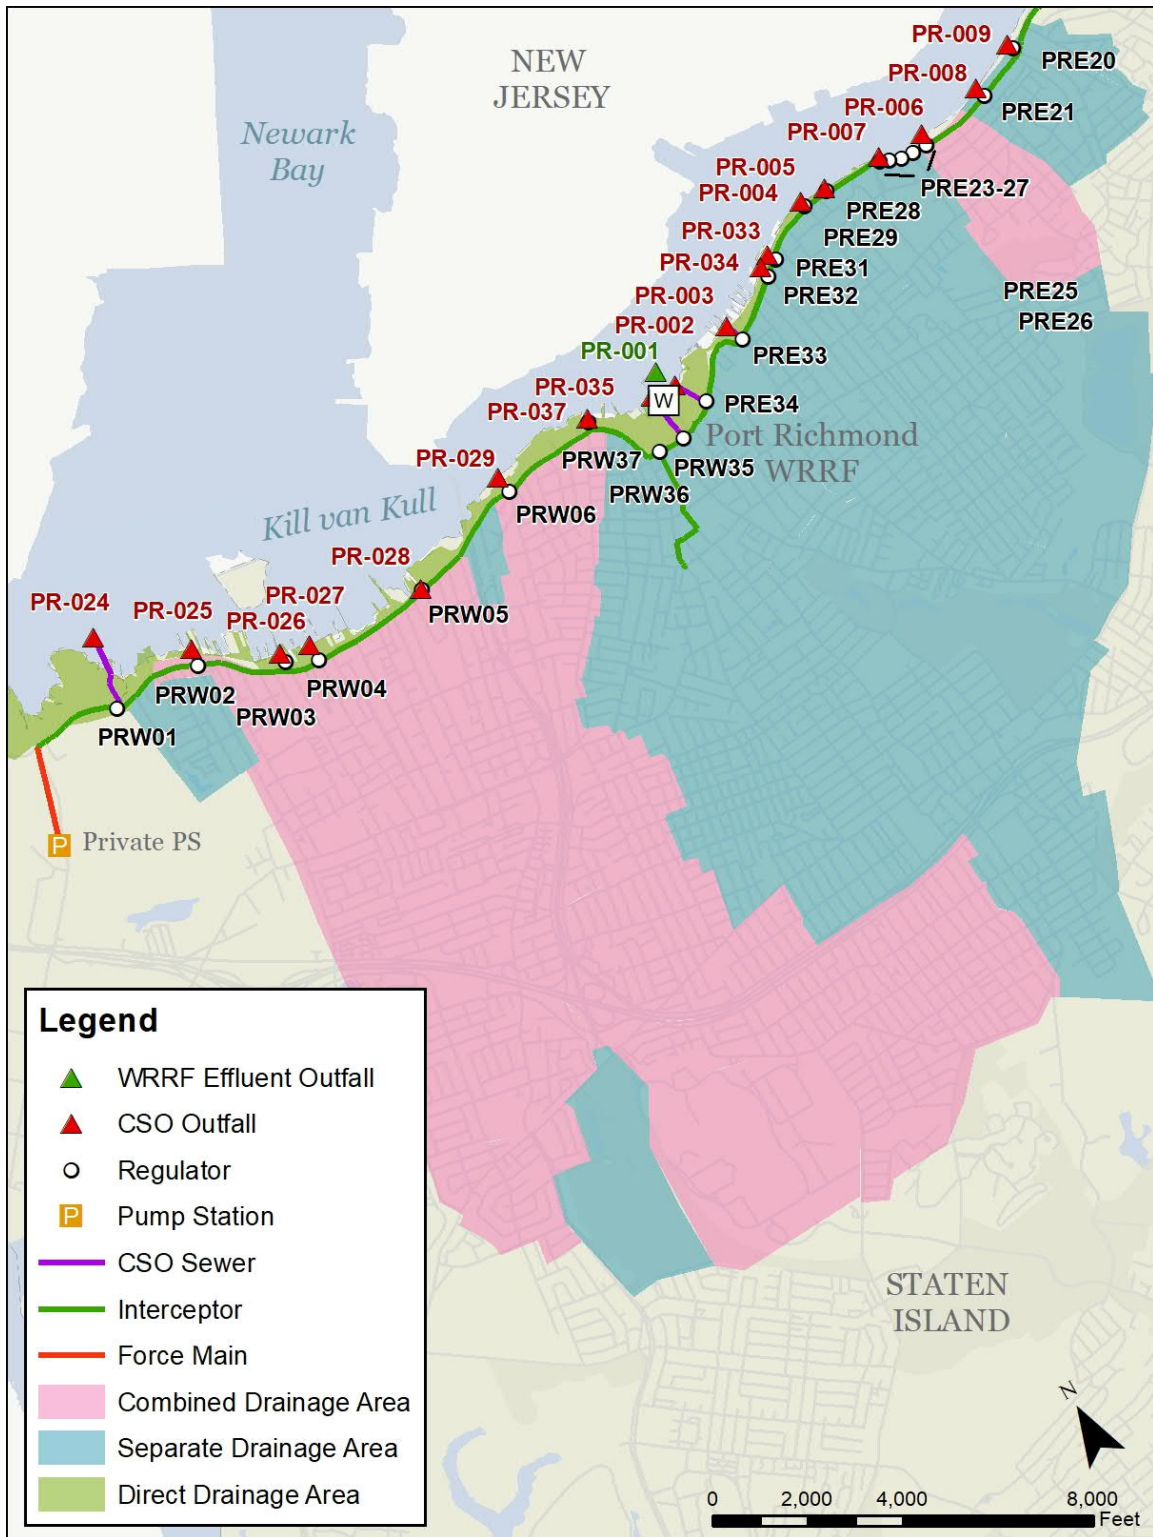 NEW
JERSEY
Newark
Bay
PR-009
PRE20
PR-008
PRE21
PR-006
PR-007
PRE23-27
PR-005
PR-004
PRE28
PRE29
PR-033
PRE31
PR-034
PRE32
PRE25
PRE26
PR-003
PR-002
PRE33
PR-001
W
PRE34
PR-035
PR-037
Port Richmond
WRRF
PRW37
PRW35
PRW36
PR-029
PRW06
Kill van Kull
PR-028
PRW05
PR-024
PR-025
PR-027
PR-026
PRW04
PRW02
PRW03
PRW01
P
Private PS
Legend
WRRF Effluent Outfall
CSO Outfall
Regulator
P
Pump Station
CSO Sewer
Interceptor
Force Main
Combined Drainage Area
Separate Drainage Area
Direct Drainage Area
STATEN
ISLAND
N
0 2,000 4,000 8,000
Feet